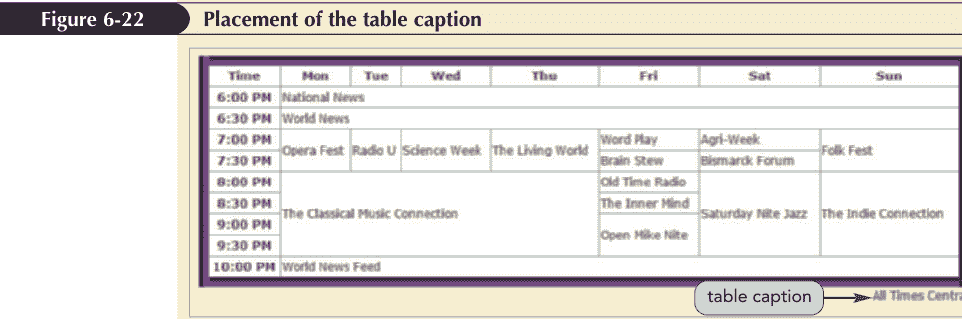 Figure 6-22 Placement of the table caption
Time Mon Tue Wed Thu Fri Sat Sun
6:00 PM National News
6:30 PM World News
7:00 PM Opera Fest Radio U Science Week The Living World Word Play Agri-Week Folk Fest
7:30 PM Brain Stew Bismarck Forum
8:00 PM The Classical Music Connection Old Time Radio Saturday Nite Jazz The Indie Connection
8:30 PM The Inner Mind
9:00 PM Open Mike Nite
9:30 PM
10:00 PM World News Feed
table caption All Times Centra